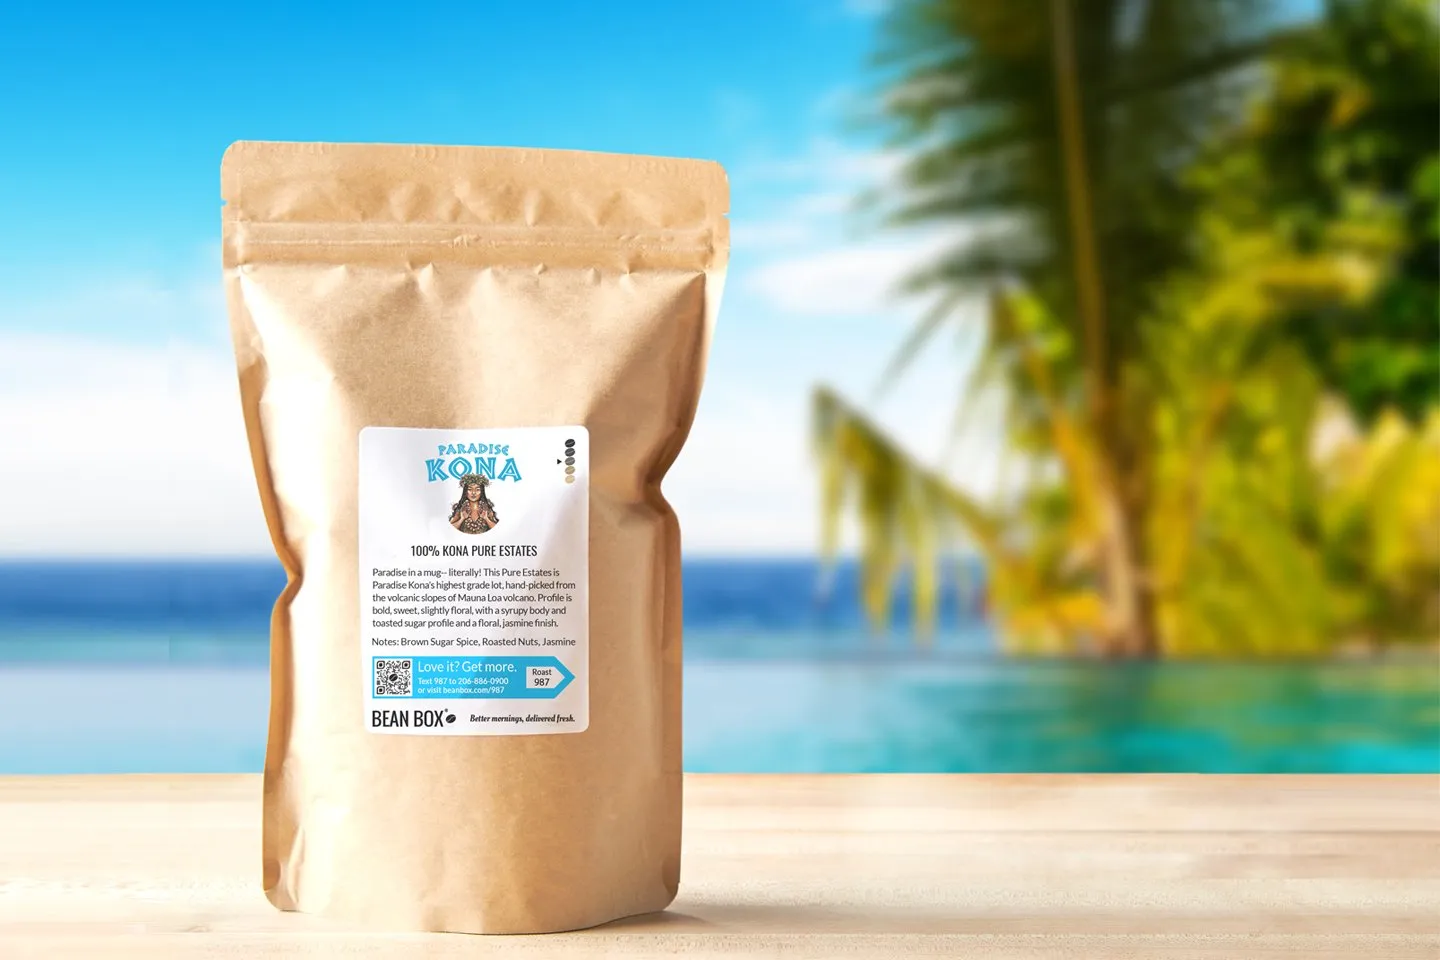 PARADISE
KONA
100% KONA PURE ESTATES
Paradise in a mug-- literally! This Pure Estates is
Paradise Kona's highest grade lot, hand-picked from
the volcanic slopes of Mauna Loa volcano. Profile is
bold, sweet, slightly floral, with a syrupy body and
toasted sugar profile and a floral, jasmine finish.
Notes: Brown Sugar Spice, Roasted Nuts, Jasmine
Love it? Get more.
Text 987 to 206-886-0900
or visit beanbox.com/987
Roast
987
BEAN BOX®
Better mornings, delivered fresh.